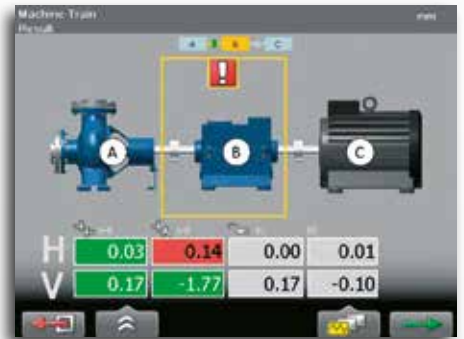 Machine Train
Result
mm
A B C
!
A B C
H 0.03 0.14 0.00 0.01
V 0.17 -1.77 0.17 -0.10